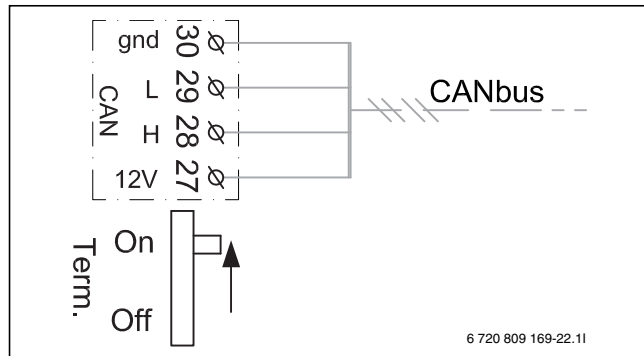 gnd 30
L 29
CAN
H 28
12V 27
CANbus
Term.
On
Off
6 720 809 169-22.1I